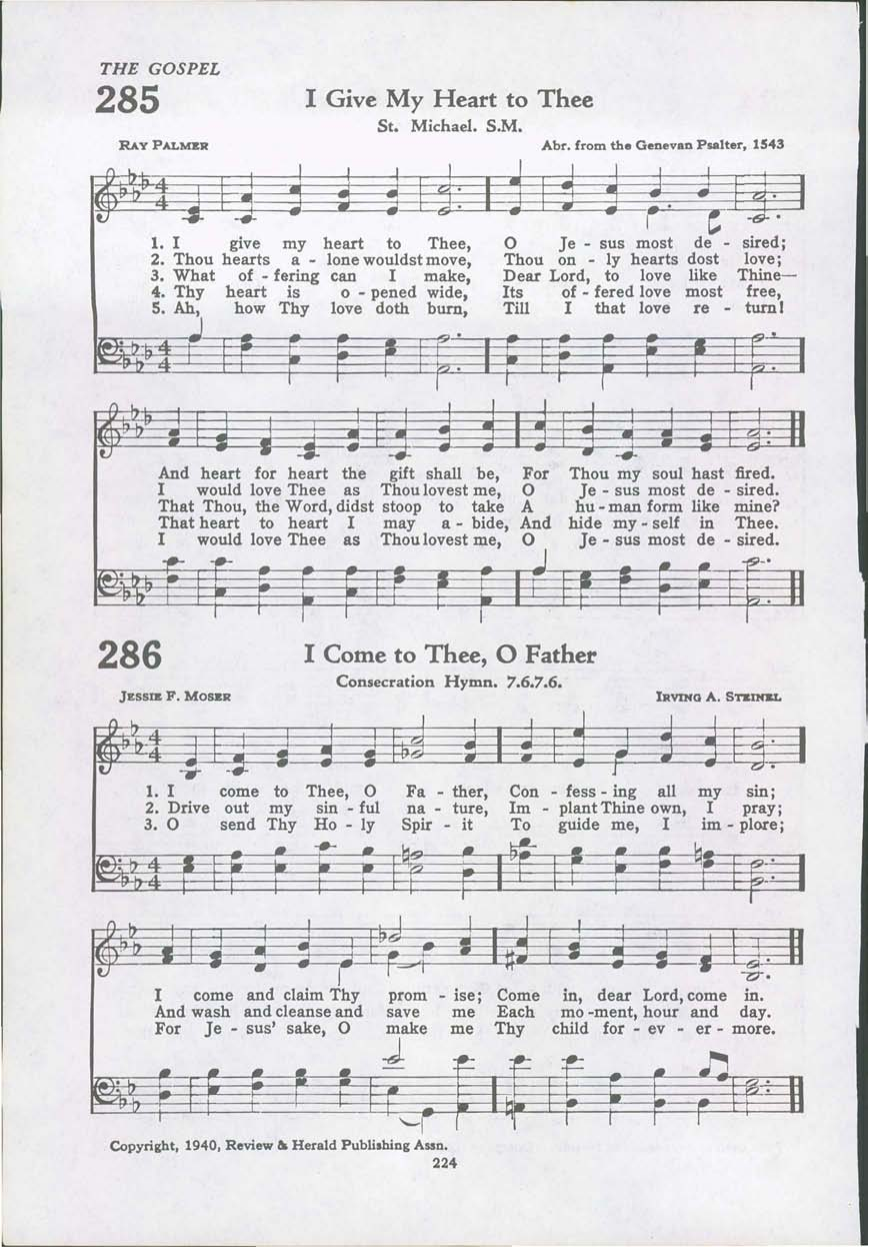 THE GOSPEL
285
I Give My Heart to Thee
St. Michael. S.M.
RAY PALMER Abr. from the Genevan Psalter, 1543
4
4
1. I give my heart to Thee, O Je - sus most de - sired;
2. Thou hearts a - lone wouldst move, Thou on - ly hearts dost love;
3. What of - fering can I make, Dear Lord, to love like Thine—
4. Thy heart is o - pened wide, Its of - fered love most free,
5. Ah, how Thy love doth burn, Till I that love re - turn!
4
4
And heart for heart the gift shall be, For Thou my soul hast fired.
I would love Thee as Thou lovest me, O Je - sus most de - sired.
That Thou, the Word, didst stoop to take A hu - man form like mine?
That heart to heart I may a - bide, And hide my - self in Thee.
I would love Thee as Thou lovest me, O Je - sus most de - sired.
286
I Come to Thee, O Father
Consecration Hymn. 7.6.7.6.
JESSIE F. MOSER IRVING A. STEINEL
4
4
1. I come to Thee, O Fa - ther, Con - fess - ing all my sin;
2. Drive out my sin - ful na - ture, Im - plant Thine own, I pray;
3. O send Thy Ho - ly Spir - it To guide me, I im - plore;
4
4
I come and claim Thy prom - ise; Come in, dear Lord, come in.
And wash and cleanse and save me Each mo - ment, hour and day.
For Je - sus' sake, O make me Thy child for - ev - er - more.
Copyright, 1940, Review & Herald Publishing Assn.
224